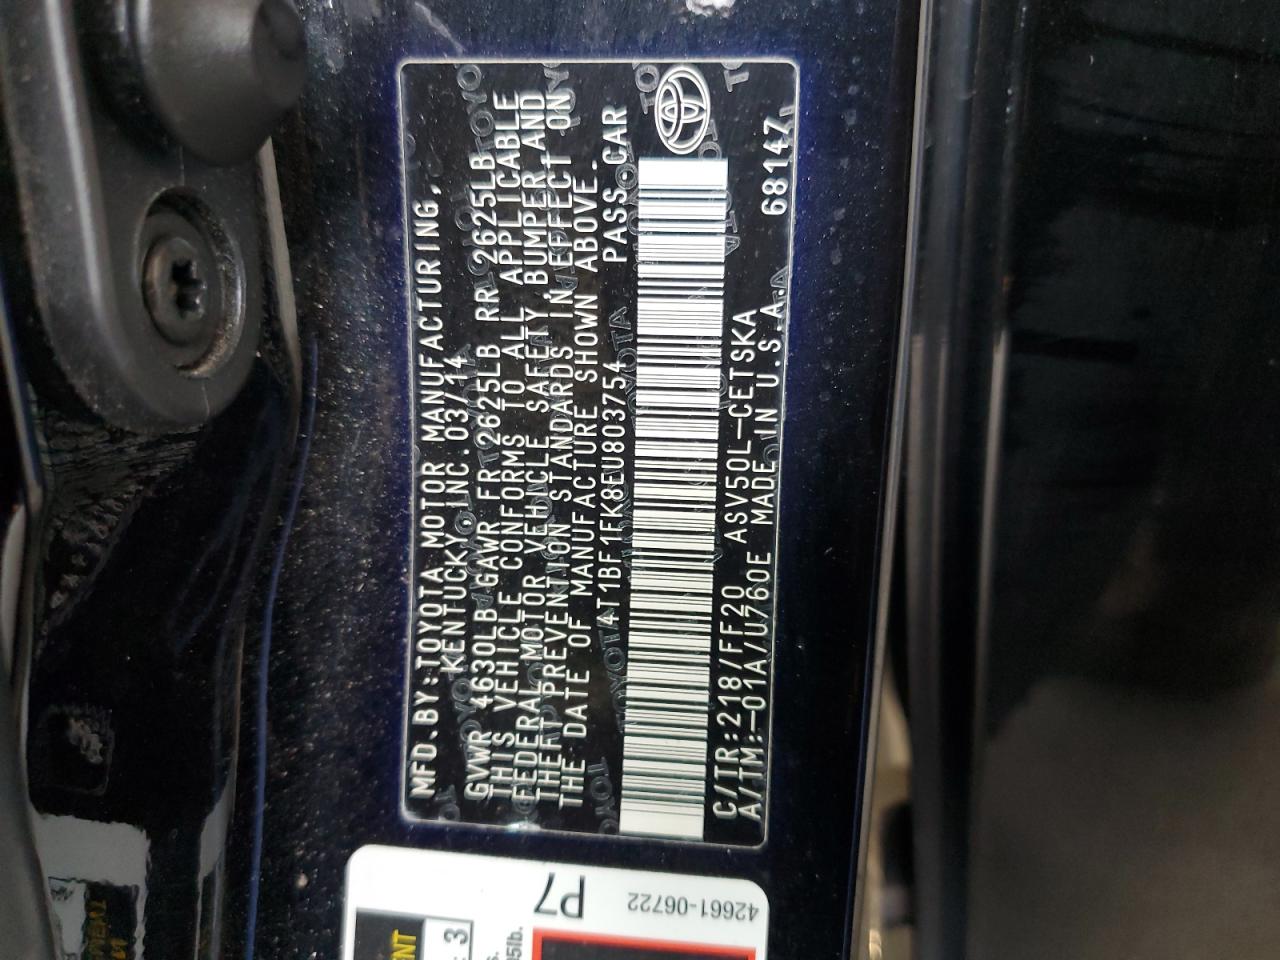 MFD.BY:TOYOTA MOTOR MANUFACTURING,
KENTUCKY,INC. 03/14
GVWR 4630LB GAWR FR 2625LB RR 2625LB
THIS VEHICLE CONFORMS TO ALL APPLICABLE
FEDERAL MOTOR VEHICLE SAFETY, BUMPER,AND
THEFT PREVENTION STANDARDS IN EFFECT ON
THE DATE OF MANUFACTURE SHOWN ABOVE.
4T1BF1FK8EU803754 PASS.CAR
C/TR:218/FF20 ASV50L-CETSKA
A/TM:-01A/U760E MADE IN U.S.A.
68147
P7
42661-06722
3